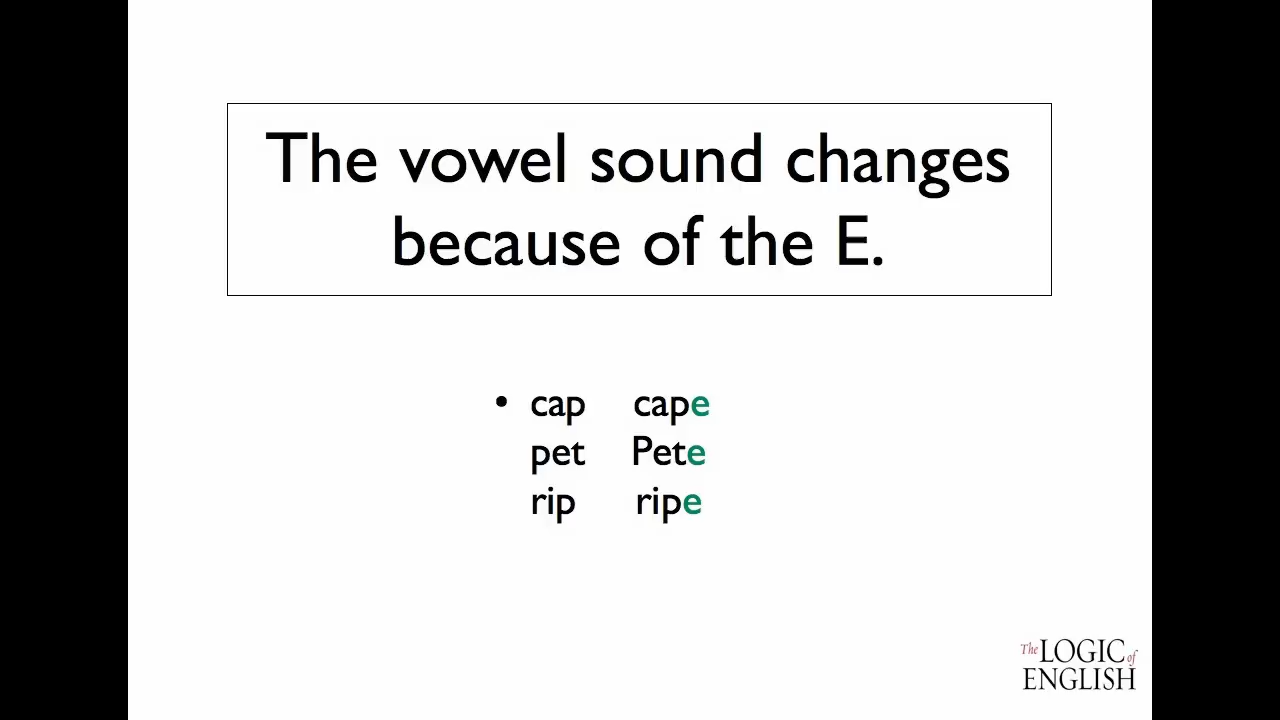 The vowel sound changes
because of the E.
• cap cape
pet Pete
rip ripe
The LOGIC of
ENGLISH